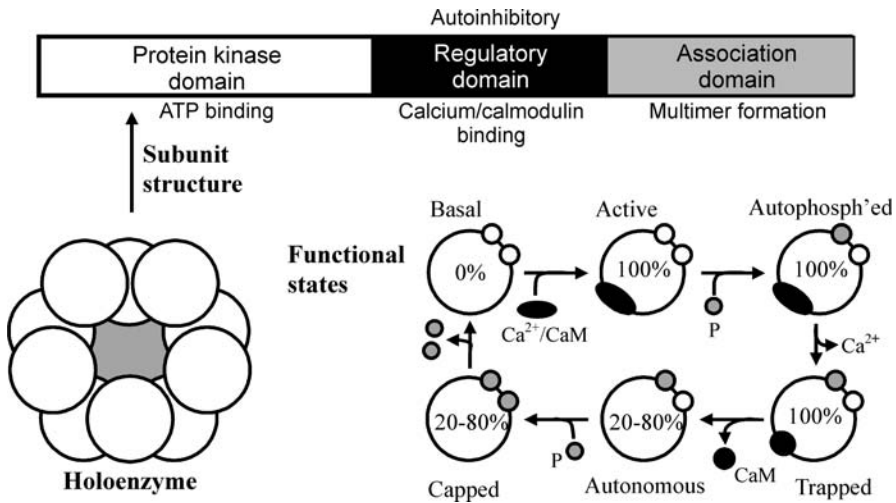 Autoinhibitory
Protein kinase
domain
Regulatory
domain
Association
domain
ATP binding
Calcium/calmodulin
binding
Multimer formation
Subunit
structure
Holoenzyme
Functional
states
Basal
Active
Autophosph'ed
0%
100%
100%
Ca²⁺/CaM
P
Ca²⁺
20-80%
20-80%
100%
P
CaM
Capped
Autonomous
Trapped